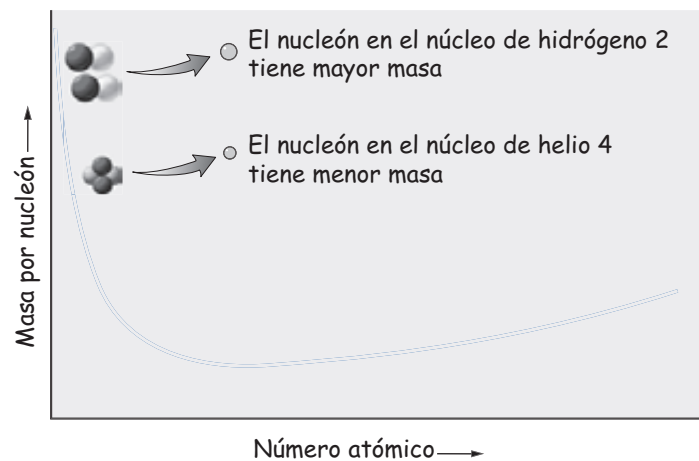 El nucleón en el núcleo de hidrógeno 2
tiene mayor masa
El nucleón en el núcleo de helio 4
tiene menor masa
Masa por nucleón
Número atómico